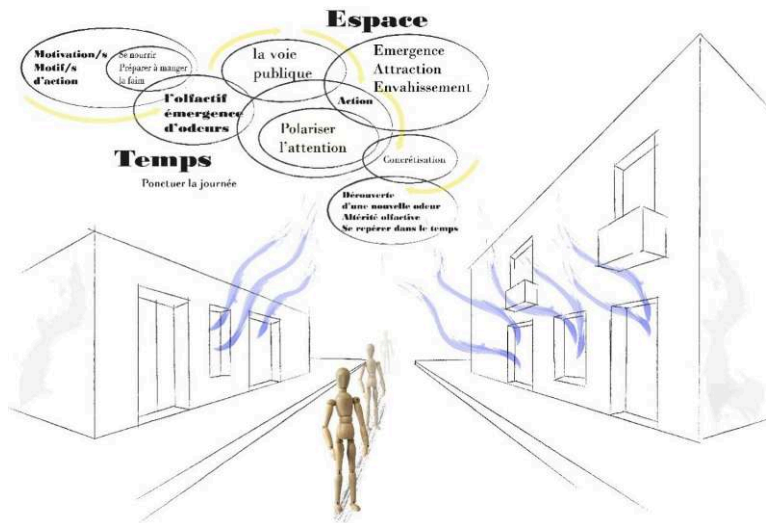 Espace
Motivation/s
Motif/s
d'action
Se nourrir
Préparer à manger
la faim
la voie
publique
Emergence
Attraction
Envahissement
l'olfactif
émergence
d'odeurs
Action
Polariser
l'attention
Temps
Ponctuer la journée
Concrétisation
Découverte
d'une nouvelle odeur
Altérité olfactive
Se repérer dans le temps